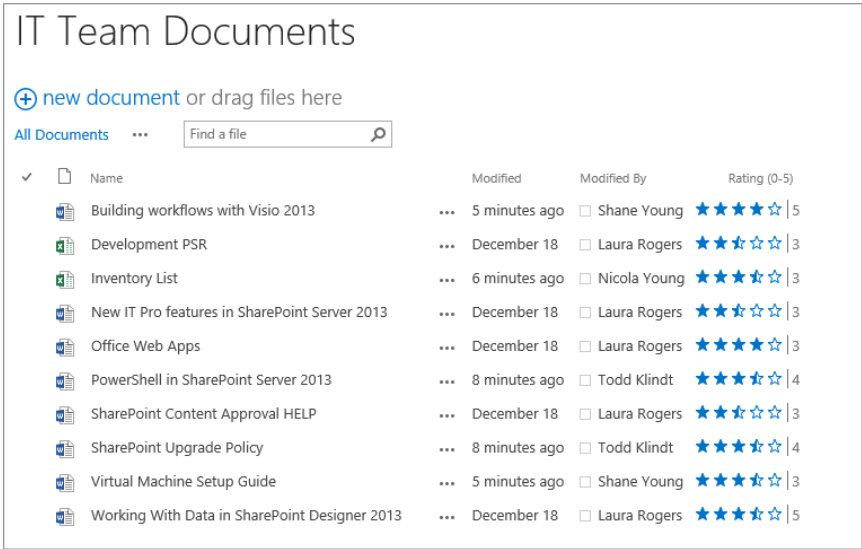 IT Team Documents
new document or drag files here
All Documents ••• Find a file
Name Modified Modified By Rating (0-5)
Building workflows with Visio 2013 ••• 5 minutes ago Shane Young 5
Development PSR ••• December 18 Laura Rogers 3
Inventory List ••• 6 minutes ago Nicola Young 3
New IT Pro features in SharePoint Server 2013 ••• December 18 Laura Rogers 3
Office Web Apps ••• December 18 Laura Rogers 3
PowerShell in SharePoint Server 2013 ••• 8 minutes ago Todd Klindt 4
SharePoint Content Approval HELP ••• December 18 Laura Rogers 3
SharePoint Upgrade Policy ••• 8 minutes ago Todd Klindt 4
Virtual Machine Setup Guide ••• 5 minutes ago Shane Young 3
Working With Data in SharePoint Designer 2013 ••• December 18 Laura Rogers 5